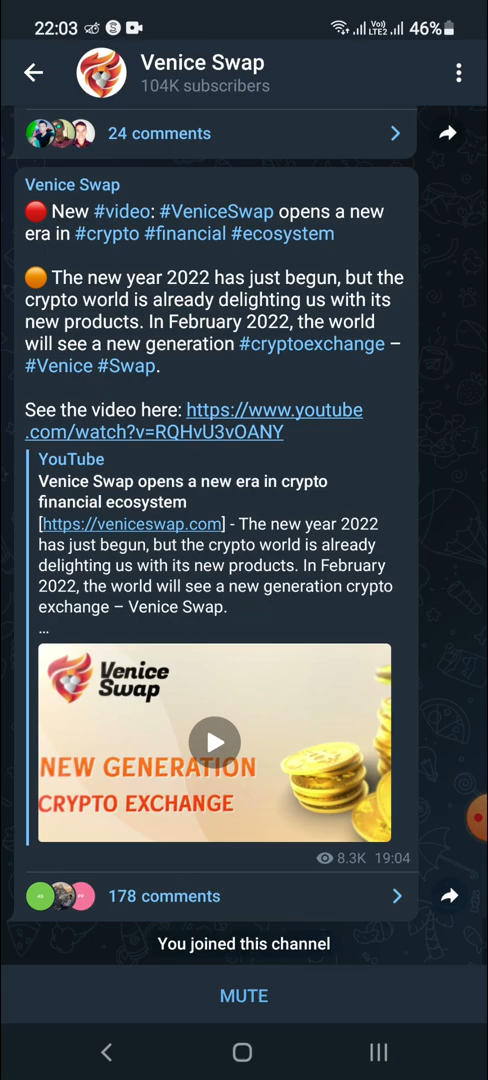 22:03
Vo)) LTE2
46%
Venice Swap
104K subscribers
24 comments
Venice Swap
🔴 New #video: #VeniceSwap opens a new
era in #crypto #financial #ecosystem
🟠 The new year 2022 has just begun, but the
crypto world is already delighting us with its
new products. In February 2022, the world
will see a new generation #cryptoexchange –
#Venice #Swap.
See the video here: https://www.youtube
.com/watch?v=RQHvU3vOANY
YouTube
Venice Swap opens a new era in crypto
financial ecosystem
[https://veniceswap.com] - The new year 2022
has just begun, but the crypto world is already
delighting us with its new products. In February
2022, the world will see a new generation crypto
exchange – Venice Swap.
...
Venice
Swap
NEW GENERATION
CRYPTO EXCHANGE
8.3K 19:04
178 comments
You joined this channel
MUTE